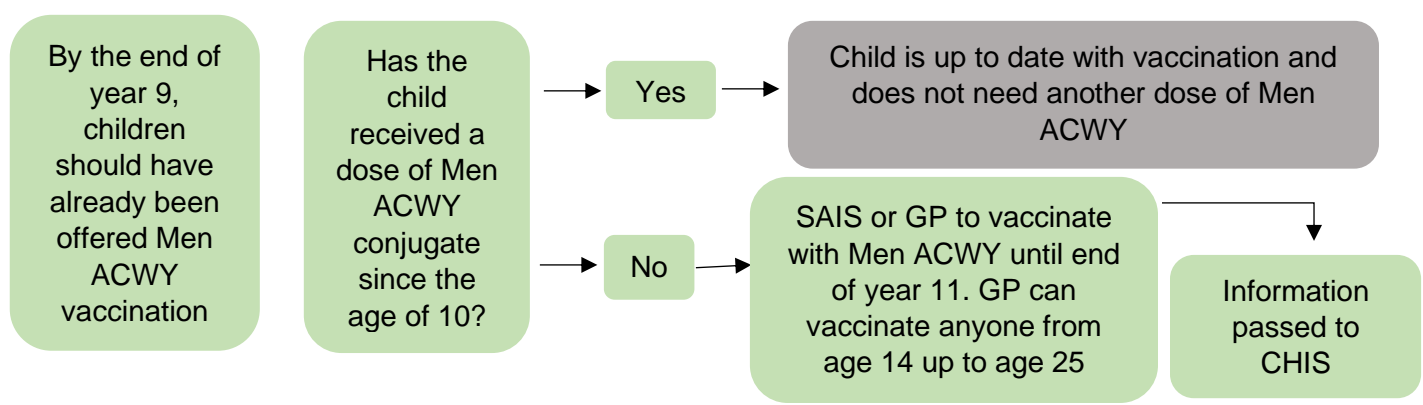 By the end of
year 9,
children
should have
already been
offered Men
ACWY
vaccination
Has the
child
received a
dose of Men
ACWY
conjugate
since the
age of 10?
Yes
Child is up to date with vaccination and
does not need another dose of Men
ACWY
No
SAIS or GP to vaccinate
with Men ACWY until end
of year 11. GP can
vaccinate anyone from
age 14 up to age 25
Information
passed to
CHIS